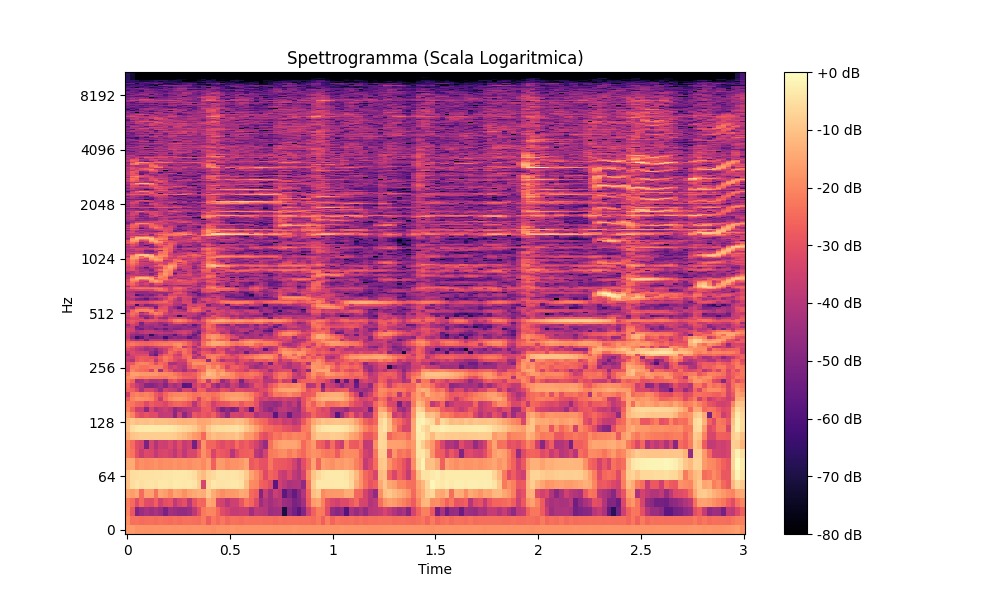 Spettrogramma (Scala Logaritmica)
8192
4096
2048
1024
512
256
128
64
0
Hz
0
0.5
1
1.5
2
2.5
3
Time
+0 dB
-10 dB
-20 dB
-30 dB
-40 dB
-50 dB
-60 dB
-70 dB
-80 dB